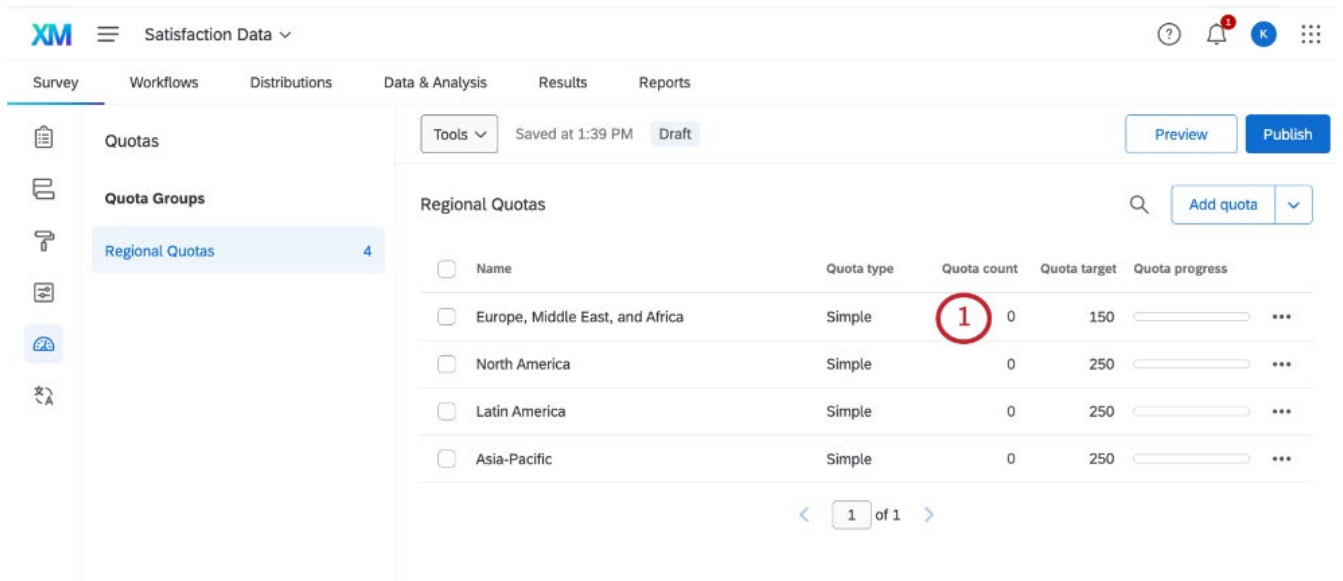 XM Satisfaction Data ? 1 K
Survey Workflows Distributions Data & Analysis Results Reports
Quotas Tools Saved at 1:39 PM Draft Preview Publish
Quota Groups Regional Quotas Add quota
Regional Quotas 4
Name Quota type Quota count Quota target Quota progress
Europe, Middle East, and Africa Simple 1 0 150
North America Simple 0 250
Latin America Simple 0 250
Asia-Pacific Simple 0 250
1 of 1
文A